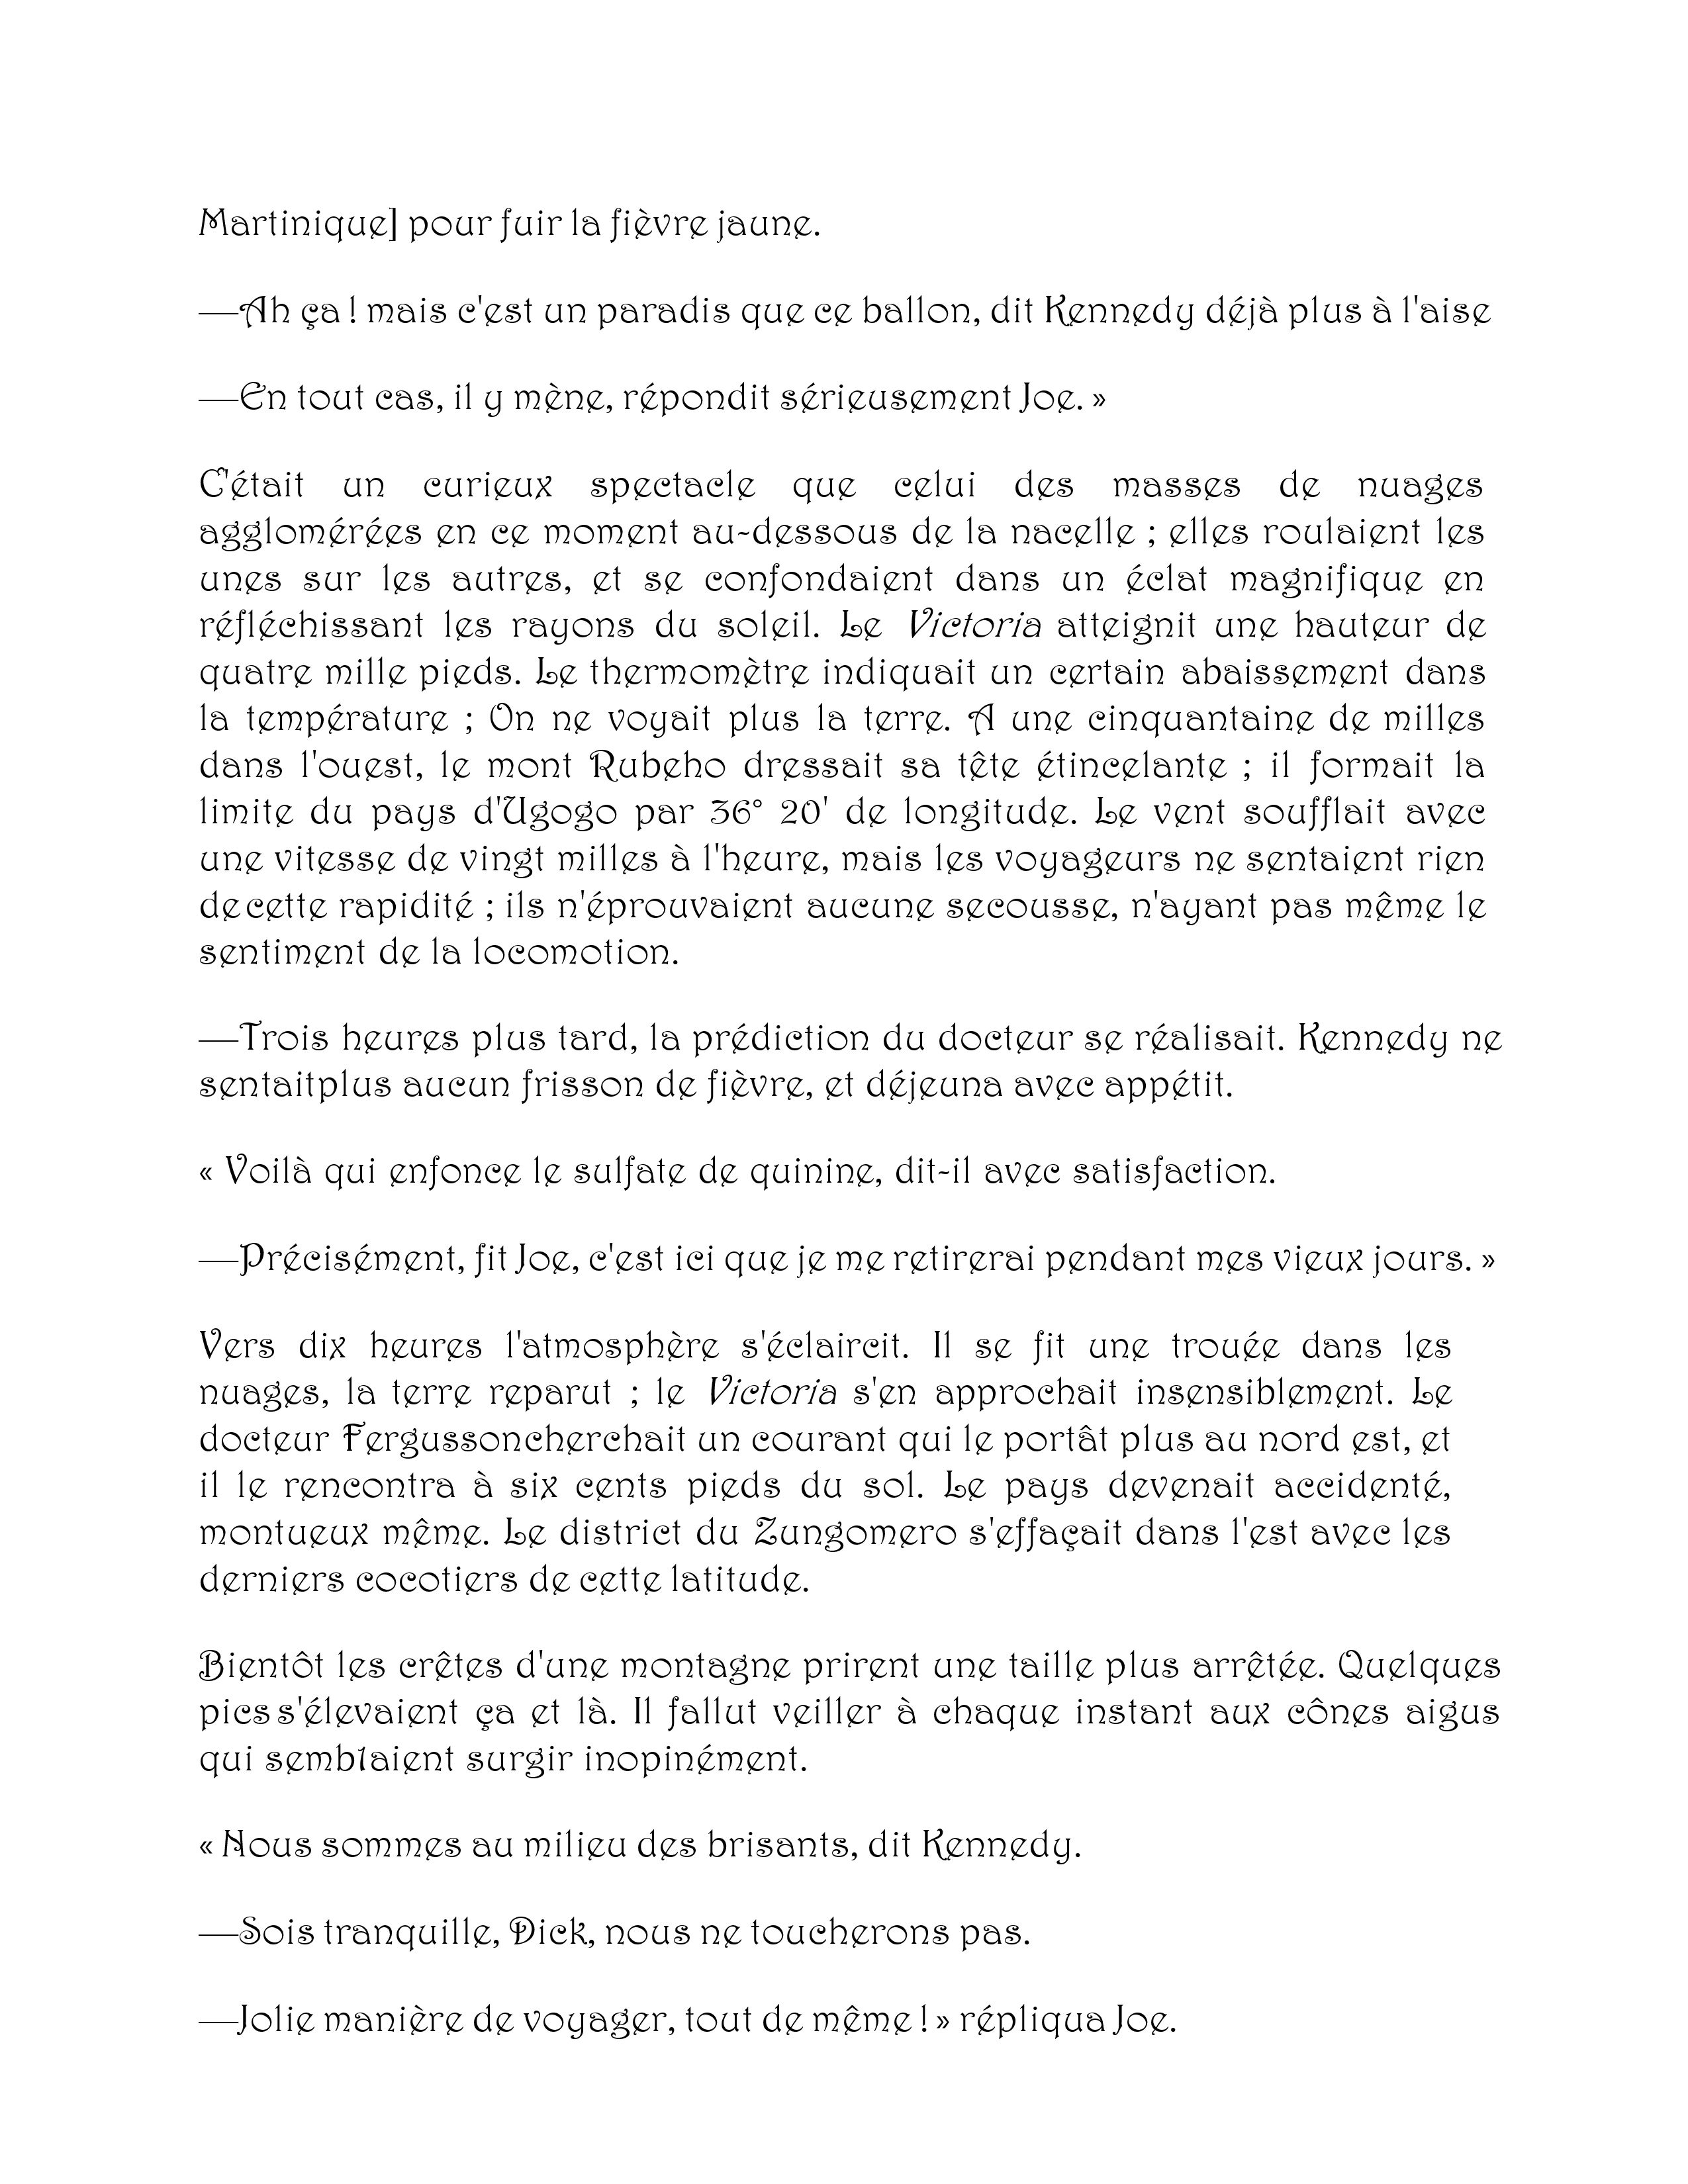 Martinique] pour fuir la fièvre jaune.
—Ah ça ! mais c'est un paradis que ce ballon, dit Kennedy déjà plus à l'aise
—En tout cas, il y mène, répondit sérieusement Joe. »
C'était un curieux spectacle que celui des masses de nuages
agglomérées en ce moment au-dessous de la nacelle ; elles roulaient les
unes sur les autres, et se confondaient dans un éclat magnifique en
réfléchissant les rayons du soleil. Le Victoria atteignit une hauteur de
quatre mille pieds. Le thermomètre indiquait un certain abaissement dans
la température ; On ne voyait plus la terre. A une cinquantaine de milles
dans l'ouest, le mont Rubeho dressait sa tête étincelante ; il formait la
limite du pays d'Ugogo par 36° 20' de longitude. Le vent soufflait avec
une vitesse de vingt milles à l'heure, mais les voyageurs ne sentaient rien
de cette rapidité ; ils n'éprouvaient aucune secousse, n'ayant pas même le
sentiment de la locomotion.
—Trois heures plus tard, la prédiction du docteur se réalisait. Kennedy ne
sentaitplus aucun frisson de fièvre, et déjeuna avec appétit.
« Voilà qui enfonce le sulfate de quinine, dit-il avec satisfaction.
—Précisément, fit Joe, c'est ici que je me retirerai pendant mes vieux jours. »
Vers dix heures l'atmosphère s'éclaircit. Il se fit une trouée dans les
nuages, la terre reparut ; le Victoria s'en approchait insensiblement. Le
docteur Fergussoncherchait un courant qui le portât plus au nord est, et
il le rencontra à six cents pieds du sol. Le pays devenait accidenté,
montueux même. Le district du Zungomero s'effaçait dans l'est avec les
derniers cocotiers de cette latitude.
Bientôt les crêtes d'une montagne prirent une taille plus arrêtée. Quelques
pics s'élevaient ça et là. Il fallut veiller à chaque instant aux cônes aigus
qui semb1aient surgir inopinément.
« Nous sommes au milieu des brisants, dit Kennedy.
—Sois tranquille, Dick, nous ne toucherons pas.
—Jolie manière de voyager, tout de même ! » répliqua Joe.